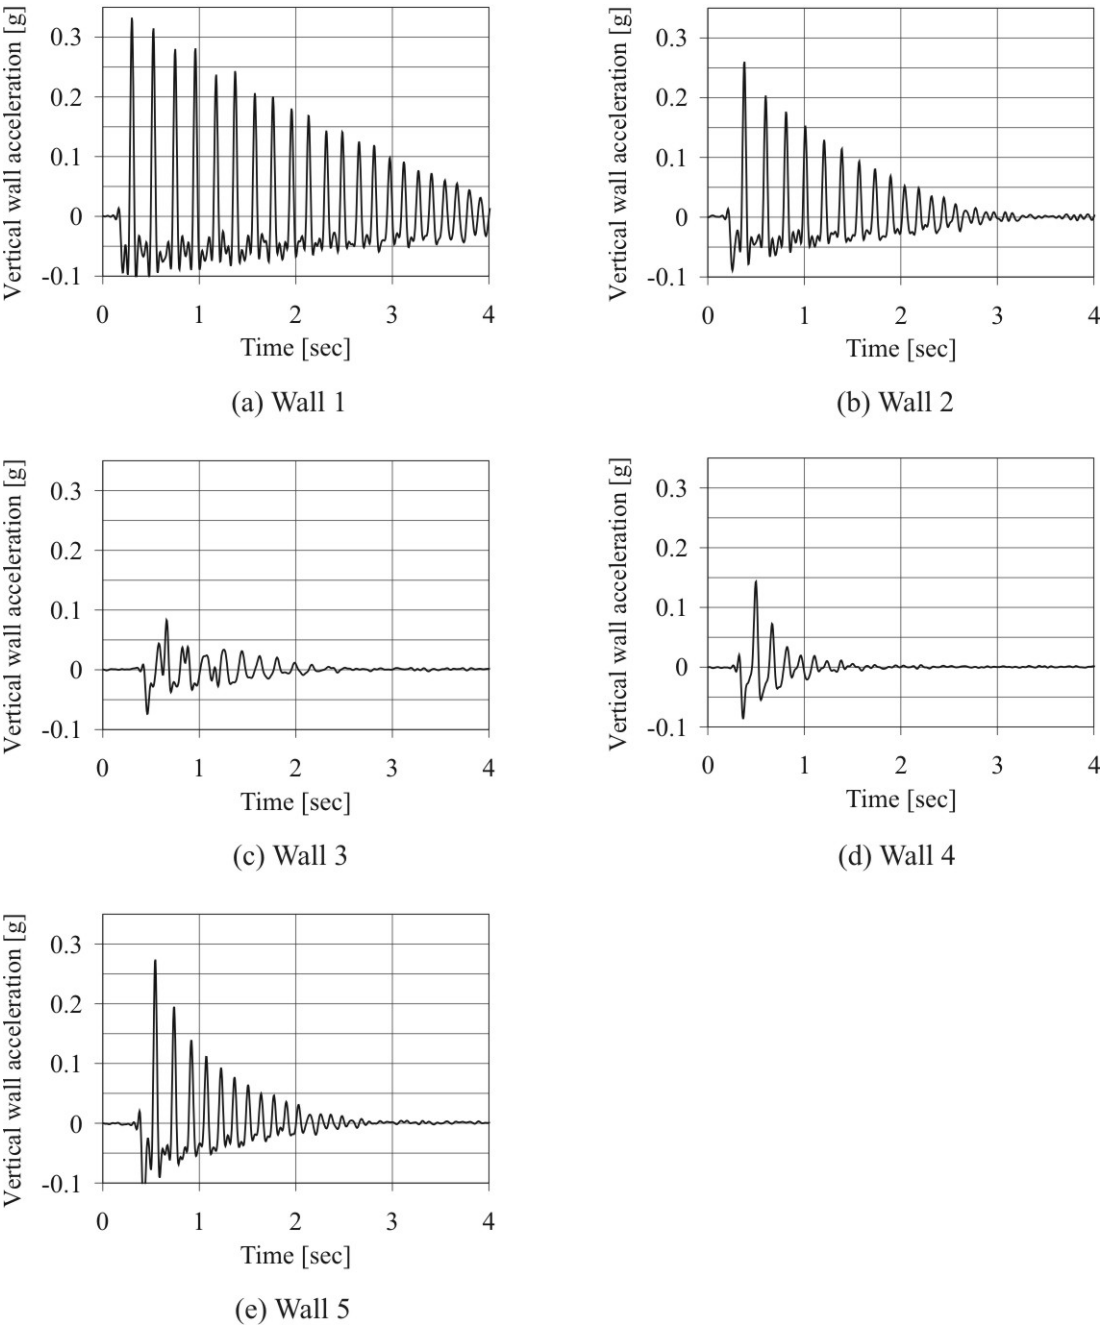 Vertical wall acceleration [g]
0.3
0.2
0.1
0
-0.1
0 1 2 3 4
Time [sec]
(a) Wall 1
Vertical wall acceleration [g]
0.3
0.2
0.1
0
-0.1
0 1 2 3 4
Time [sec]
(b) Wall 2
Vertical wall acceleration [g]
0.3
0.2
0.1
0
-0.1
0 1 2 3 4
Time [sec]
(c) Wall 3
Vertical wall acceleration [g]
0.3
0.2
0.1
0
-0.1
0 1 2 3 4
Time [sec]
(d) Wall 4
Vertical wall acceleration [g]
0.3
0.2
0.1
0
-0.1
0 1 2 3 4
Time [sec]
(e) Wall 5